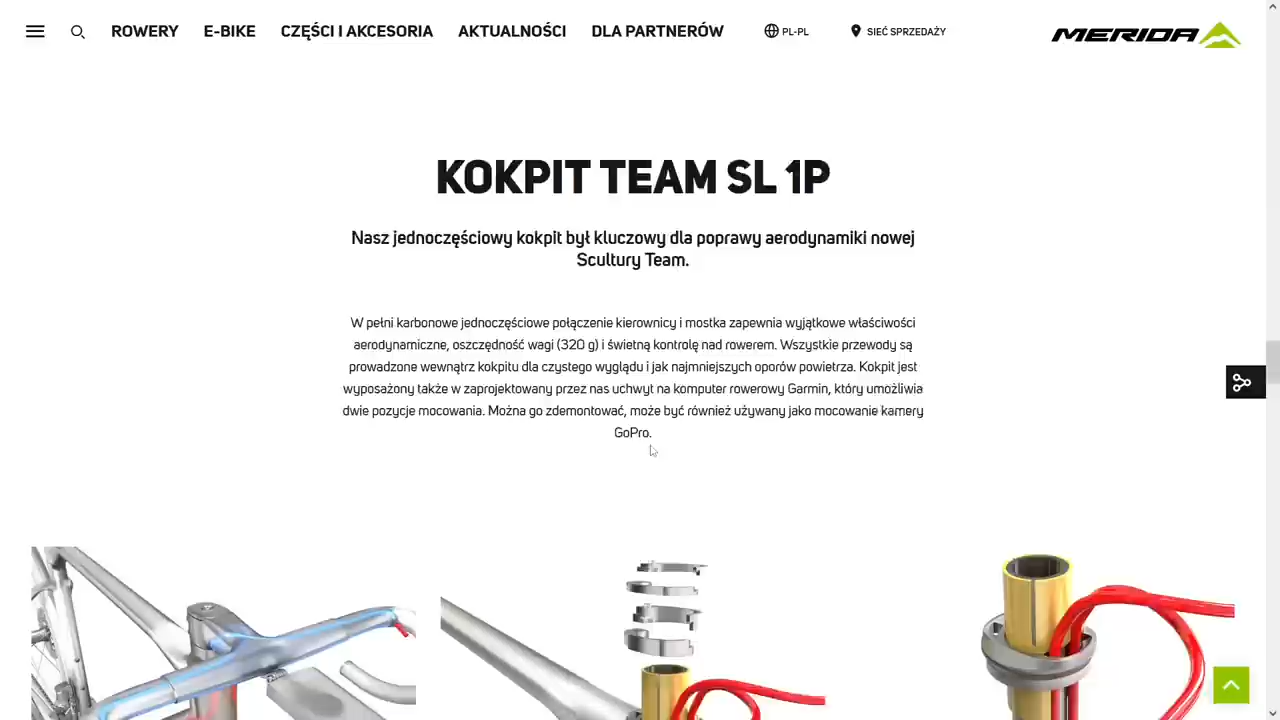 ROWERY E-BIKE CZĘŚCI I AKCESORIA AKTUALNOŚCI DLA PARTNERÓW PL-PL SIEĆ SPRZEDAŻY MERIDA
KOKPIT TEAM SL 1P
Nasz jednoczęściowy kokpit był kluczowy dla poprawy aerodynamiki nowej
Scultury Team.
W pełni karbonowe jednoczęściowe połączenie kierownicy i mostka zapewnia wyjątkowe właściwości
aerodynamiczne, oszczędność wagi (320 g) i świetną kontrolę nad rowerem. Wszystkie przewody są
prowadzone wewnątrz kokpitu dla czystego wyglądu i jak najmniejszych oporów powietrza. Kokpit jest
wyposażony także w zaprojektowany przez nas uchwyt na komputer rowerowy Garmin, który umożliwia
dwie pozycje mocowania. Można go zdemontować, może być również używany jako mocowanie kamery
GoPro.